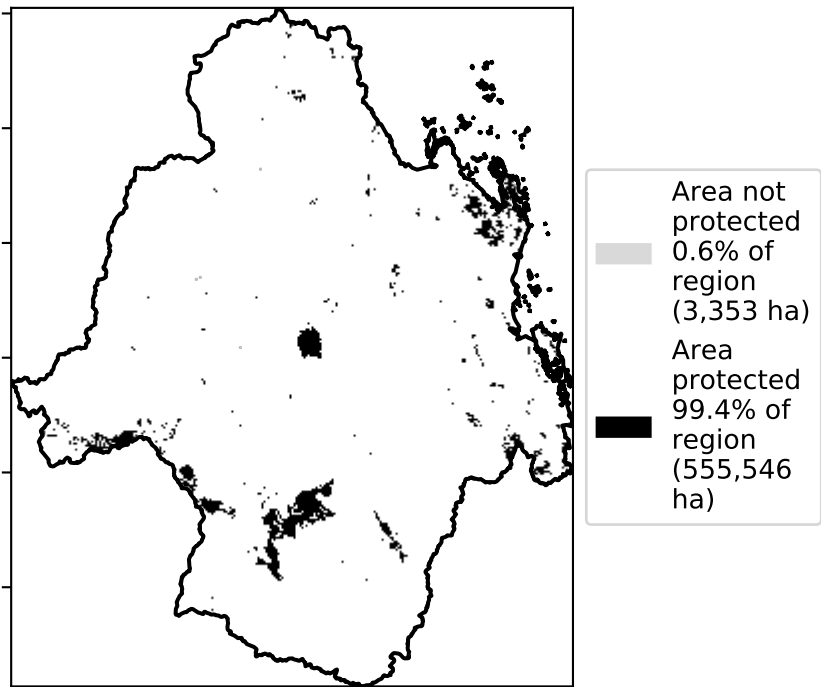 Area not
protected
0.6% of
region
(3,353 ha)
Area
protected
99.4% of
region
(555,546
ha)